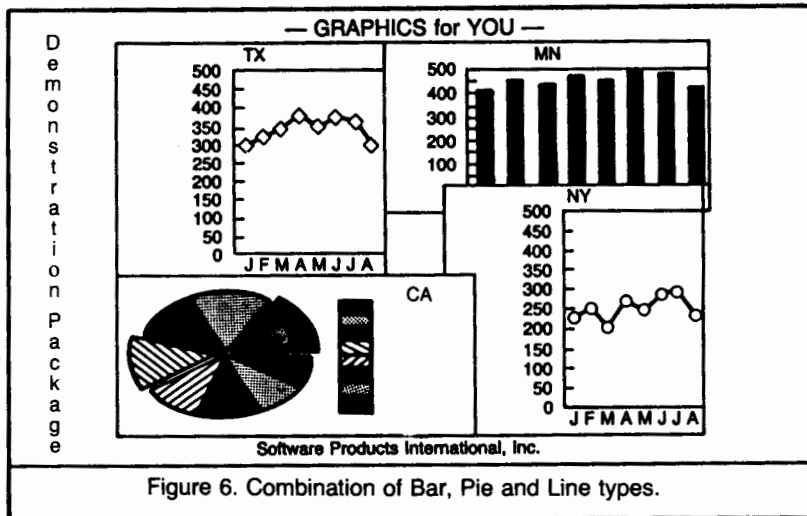 — GRAPHICS for YOU —
Demonstration Package
TX
500
450
400
350
300
250
200
150
100
50
0
J F M A M J J A
MN
500
400
300
200
100
NY
500
450
400
350
300
250
200
150
100
50
0
J F M A M J J A
CA
Software Products International, Inc.
Figure 6. Combination of Bar, Pie and Line types.